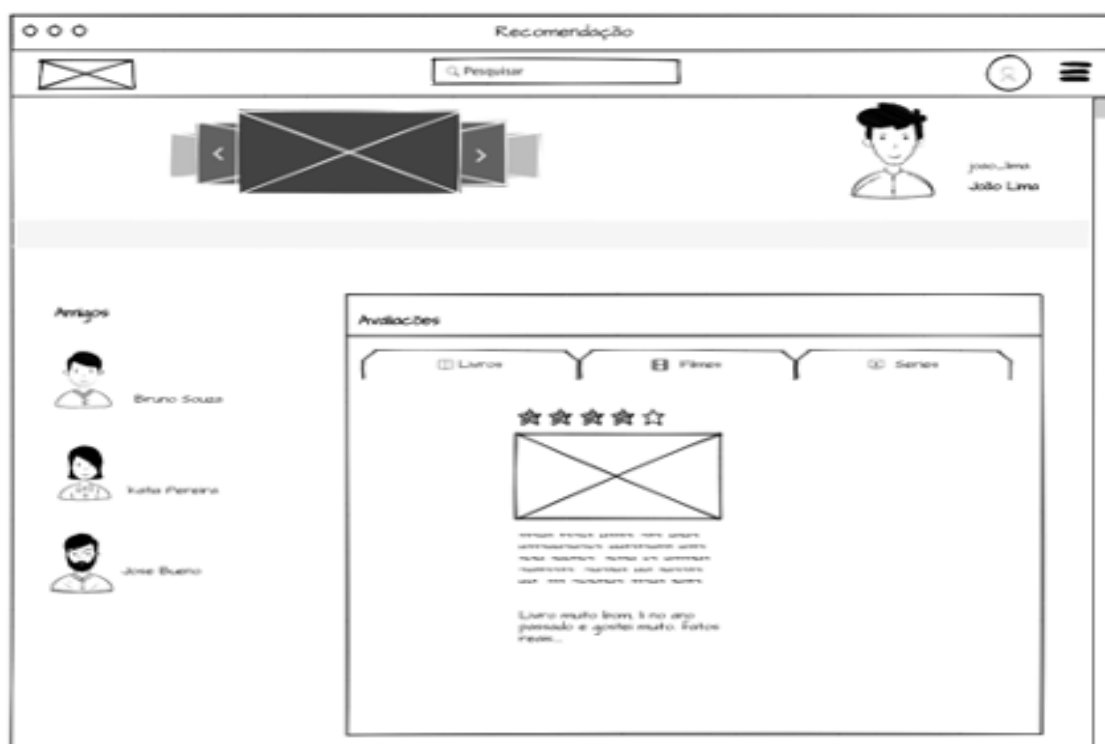 Recomendação
Pesquisar
joao_lima
João Lima
Amigos
Avaliações
Livros
Filmes
Series
Bruno Souza
Katia Pereira
Jose Bueno
Livro muito bom, li no ano
passado e gostei muito. Fatos
reais...